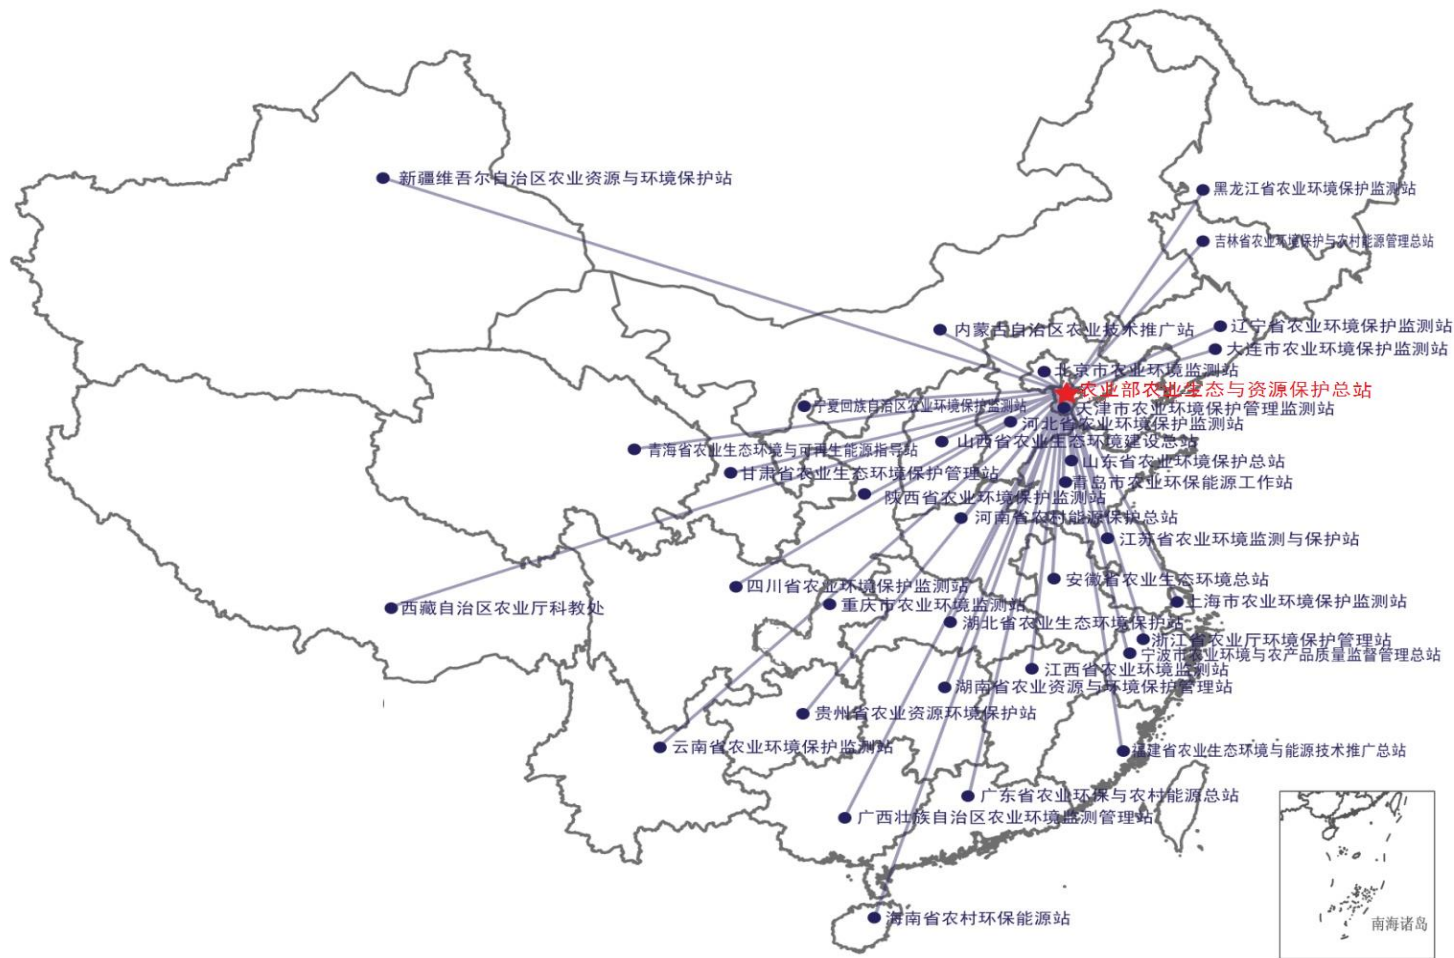 新疆维吾尔自治区农业资源与环境保护站
黑龙江省农业环境保护监测站
吉林省农业环境保护与农村能源管理总站
内蒙古自治区农业技术推广站
辽宁省农业环境保护监测站
大连市农业环境保护监测站
北京市农业环境监测站
农业部农业生态与资源保护总站
宁夏回族自治区农业环境保护监测站
天津市农业环境保护管理监测站
河北省农业环境保护监测站
山西省农业生态环境建设总站
青海省农业生态环境与可再生能源指导站
山东省农业环境保护总站
甘肃省农业生态环境保护管理站
青岛市农业环保能源工作站
陕西省农业环境保护监测站
河南省农村能源保护总站
江苏省农业环境监测与保护站
安徽省农业生态环境总站
四川省农业环境保护监测站
上海市农业环境保护监测站
重庆市农业环境监测站
西藏自治区农业厅科教处
湖北省农业生态环境保护站
浙江省农业厅环境保护管理站
宁波市农业环境与农产品质量监督管理总站
江西省农业环境监测站
湖南省农业资源与环境保护管理站
贵州省农业资源环境保护站
云南省农业环境保护监测站
福建省农业生态环境与能源技术推广总站
广东省农业环保与农村能源总站
广西壮族自治区农业环境监测管理站
海南省农村环保能源站
南海诸岛